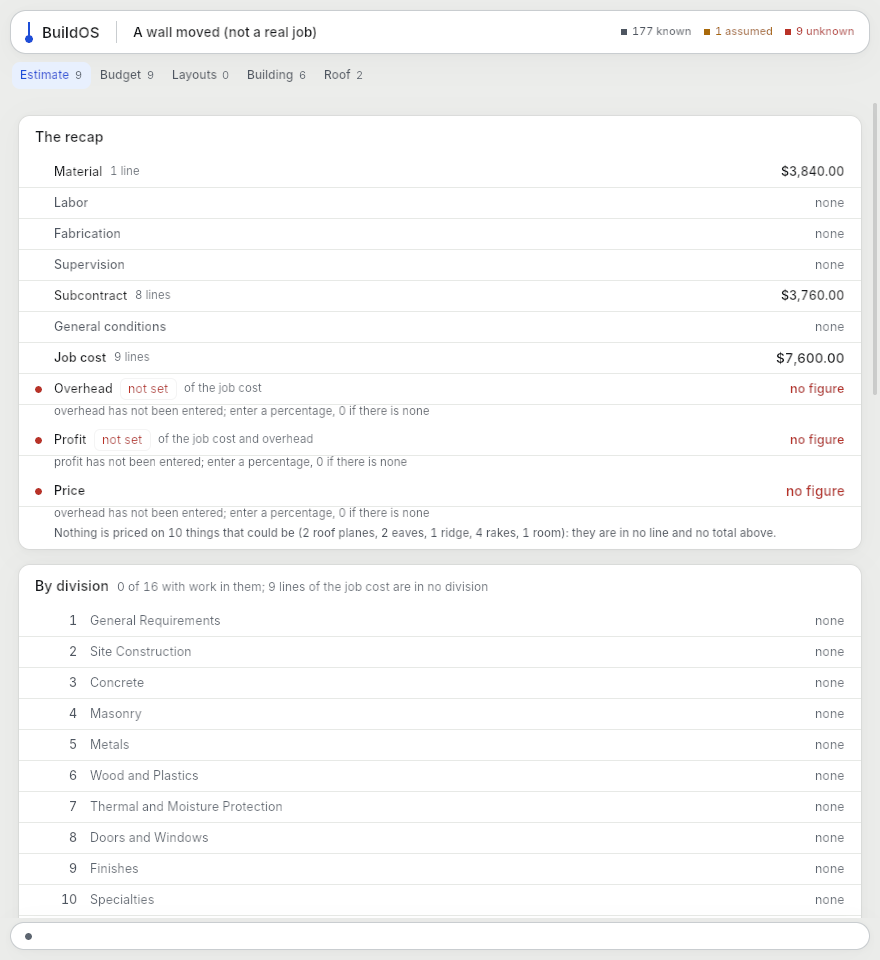 BuildOS A wall moved (not a real job) 177 known 1 assumed 9 unknown
Estimate 9 Budget 9 Layouts 0 Building 6 Roof 2
The recap
Material 1 line $3,840.00
Labor none
Fabrication none
Supervision none
Subcontract 8 lines $3,760.00
General conditions none
Job cost 9 lines $7,600.00
Overhead not set of the job cost no figure
overhead has not been entered; enter a percentage, 0 if there is none
Profit not set of the job cost and overhead no figure
profit has not been entered; enter a percentage, 0 if there is none
Price no figure
overhead has not been entered; enter a percentage, 0 if there is none
Nothing is priced on 10 things that could be (2 roof planes, 2 eaves, 1 ridge, 4 rakes, 1 room): they are in no line and no total above.
By division 0 of 16 with work in them; 9 lines of the job cost are in no division
1 General Requirements none
2 Site Construction none
3 Concrete none
4 Masonry none
5 Metals none
6 Wood and Plastics none
7 Thermal and Moisture Protection none
8 Doors and Windows none
9 Finishes none
10 Specialties none